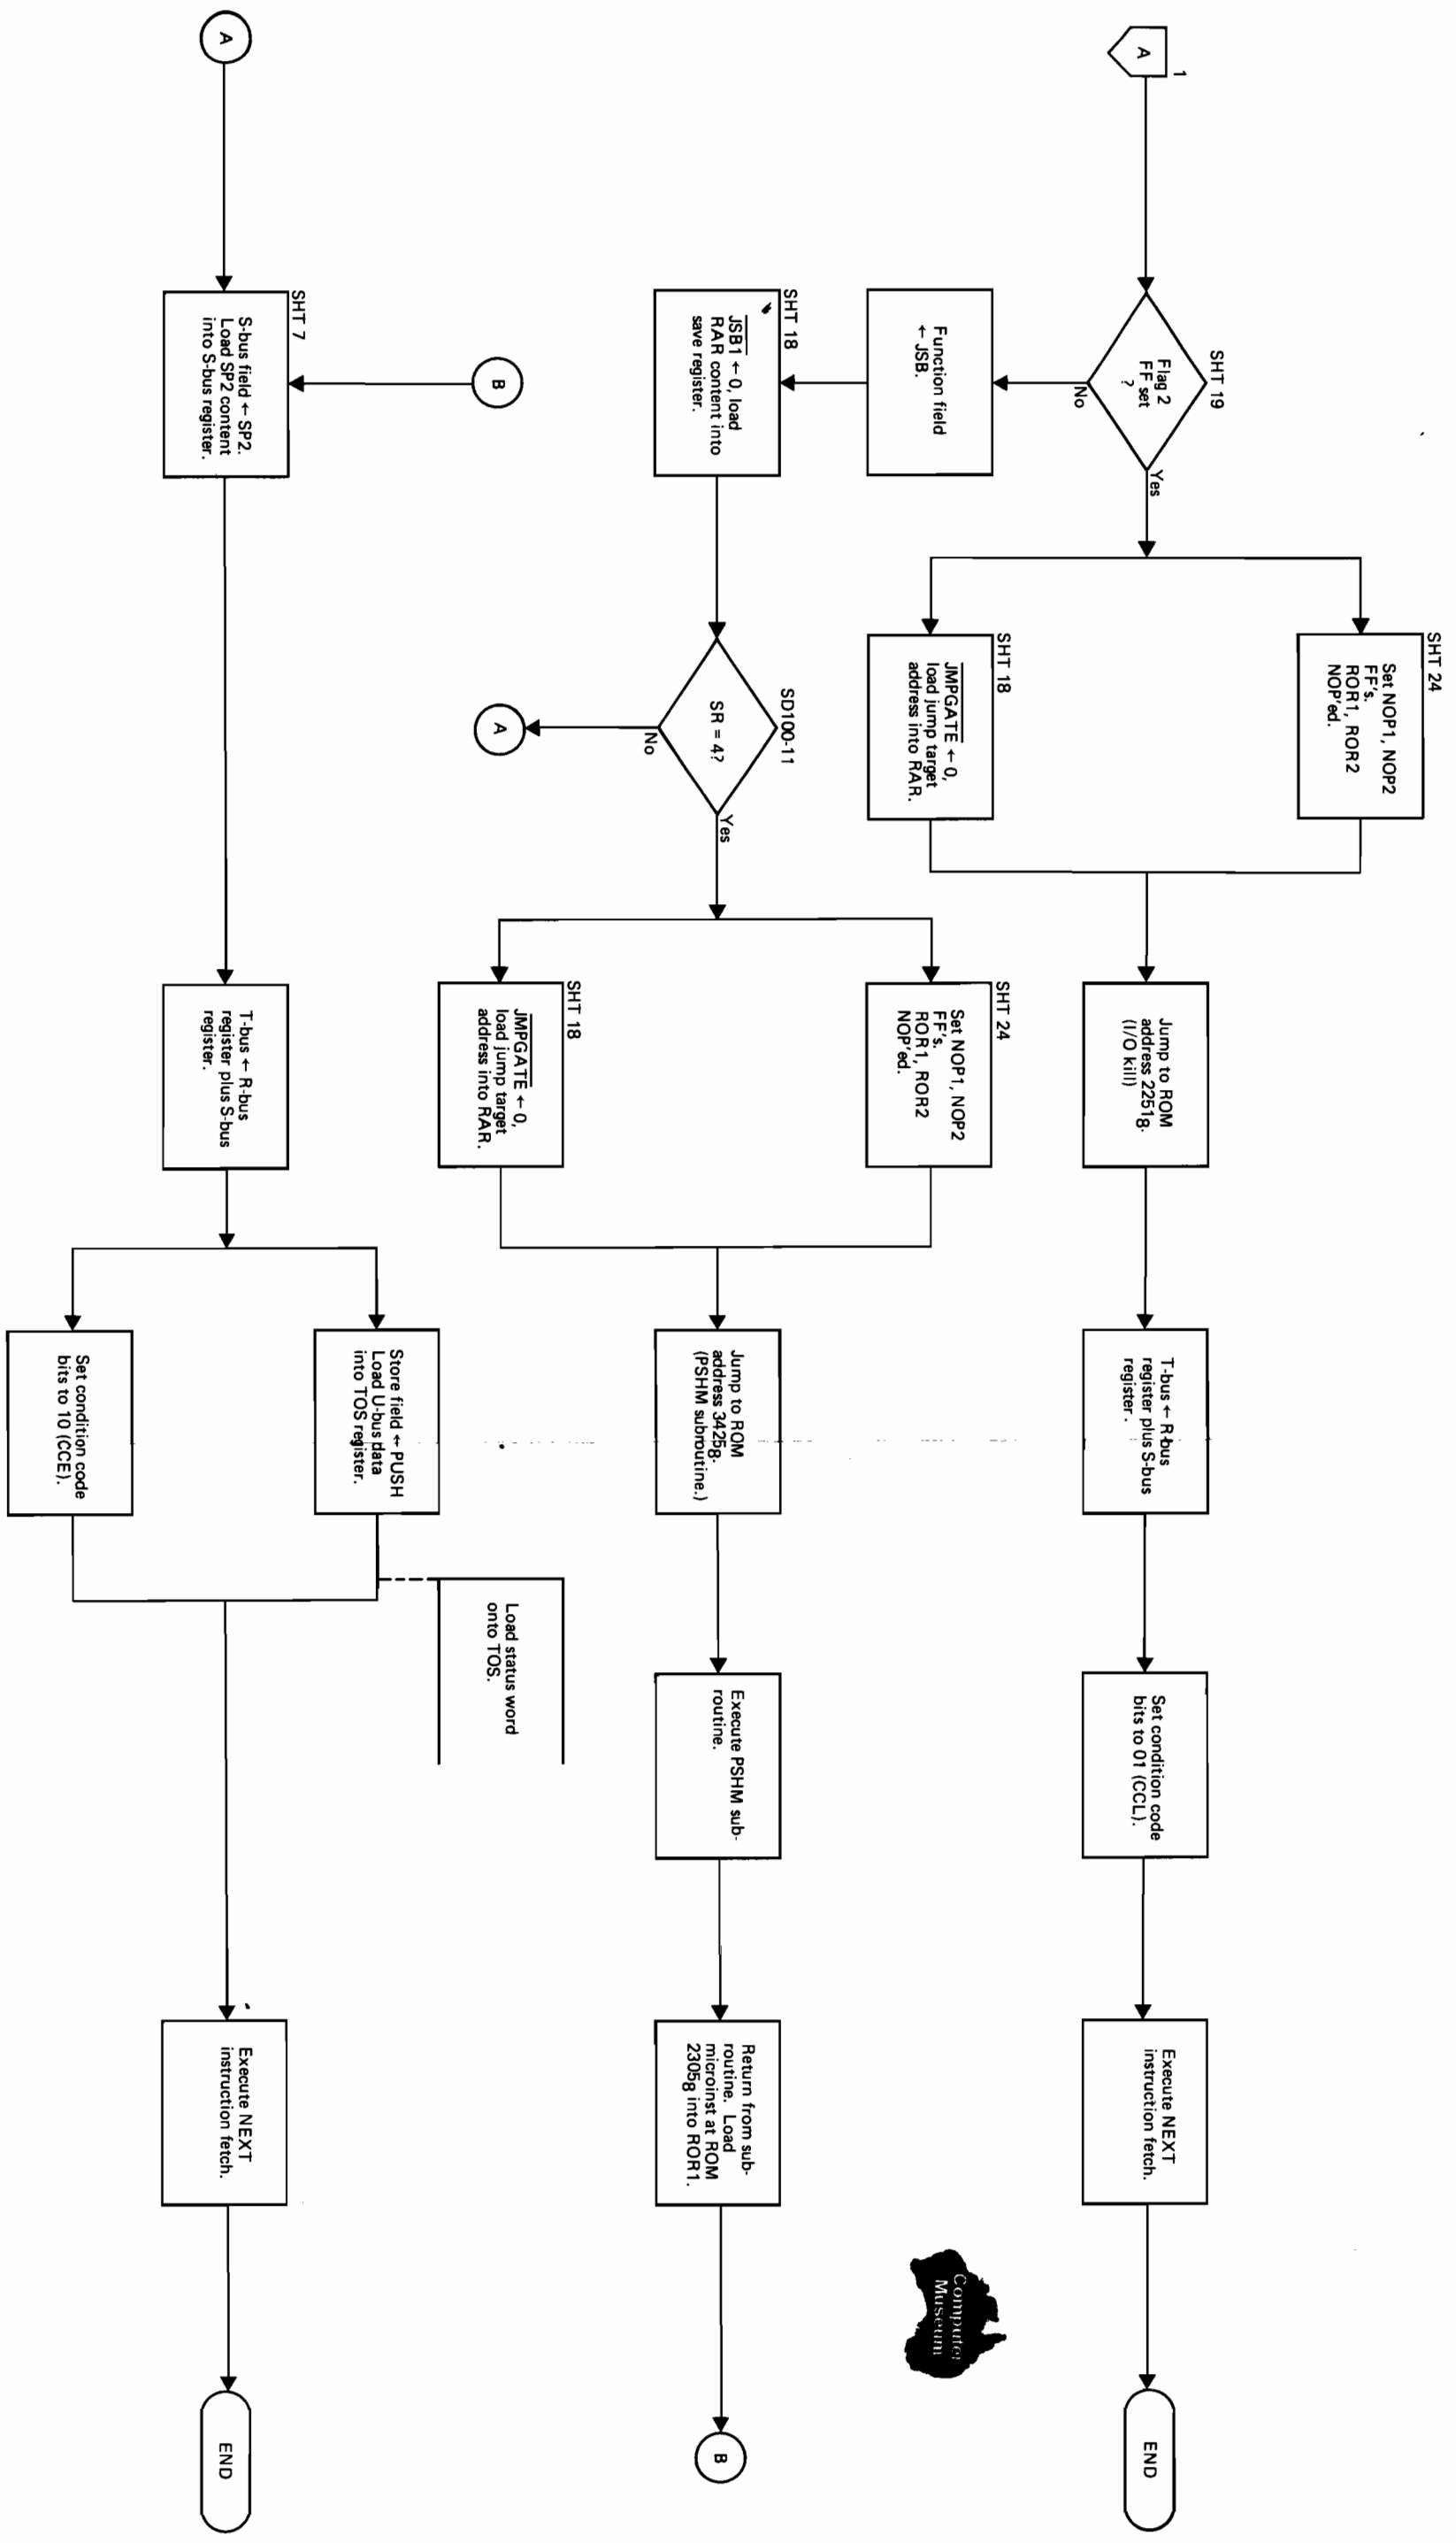 A
1
SHT 19
Flag 2
FF set
?
Yes
No
SHT 24
Set NOP1, NOP2
FF's.
ROR1, ROR2
NOP'ed.
SHT 18
JMPGATE ← 0,
load jump target
address into RAR.
Jump to ROM
address 2251₈.
(I/O kill)
T-bus ← R-bus
register plus S-bus
register.
Set condition code
bits to 01 (CCL).
Execute NEXT
instruction fetch.
END
Function field
← JSB.
SHT 18
JSB1 ← 0, load
RAR content into
save register.
SD100-11
SR = 4?
Yes
No
A
SHT 24
Set NOP1, NOP2
FF's.
ROR1, ROR2
NOP'ed.
SHT 18
JMPGATE ← 0,
load jump target
address into RAR.
Jump to ROM
address 3425₈.
(PSHM subroutine.)
Execute PSHM sub-
routine.
Return from sub-
routine. Load
microinst at ROM
2305₈ into ROR1.
B
Computer
Museum
A
B
SHT 7
S-bus field ← SP2.
Load SP2 content
into S-bus register.
T-bus ← R-bus
register plus S-bus
register.
Store field ← PUSH
Load U-bus data
into TOS register.
Load status word
onto TOS.
Set condition code
bits to 10 (CCE).
Execute NEXT
instruction fetch.
END